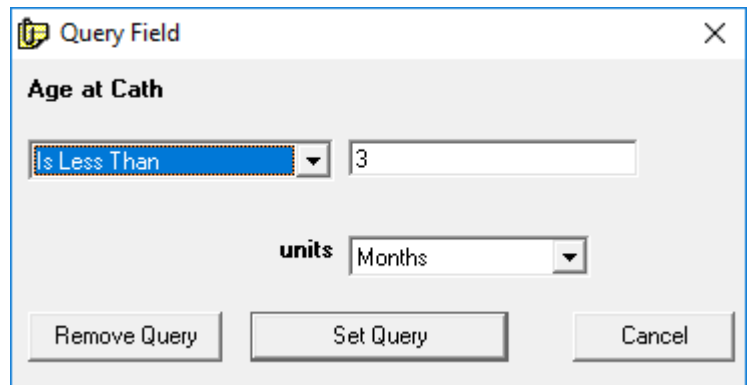 Query Field
Age at Cath
Is Less Than 3
units Months
Remove Query Set Query Cancel